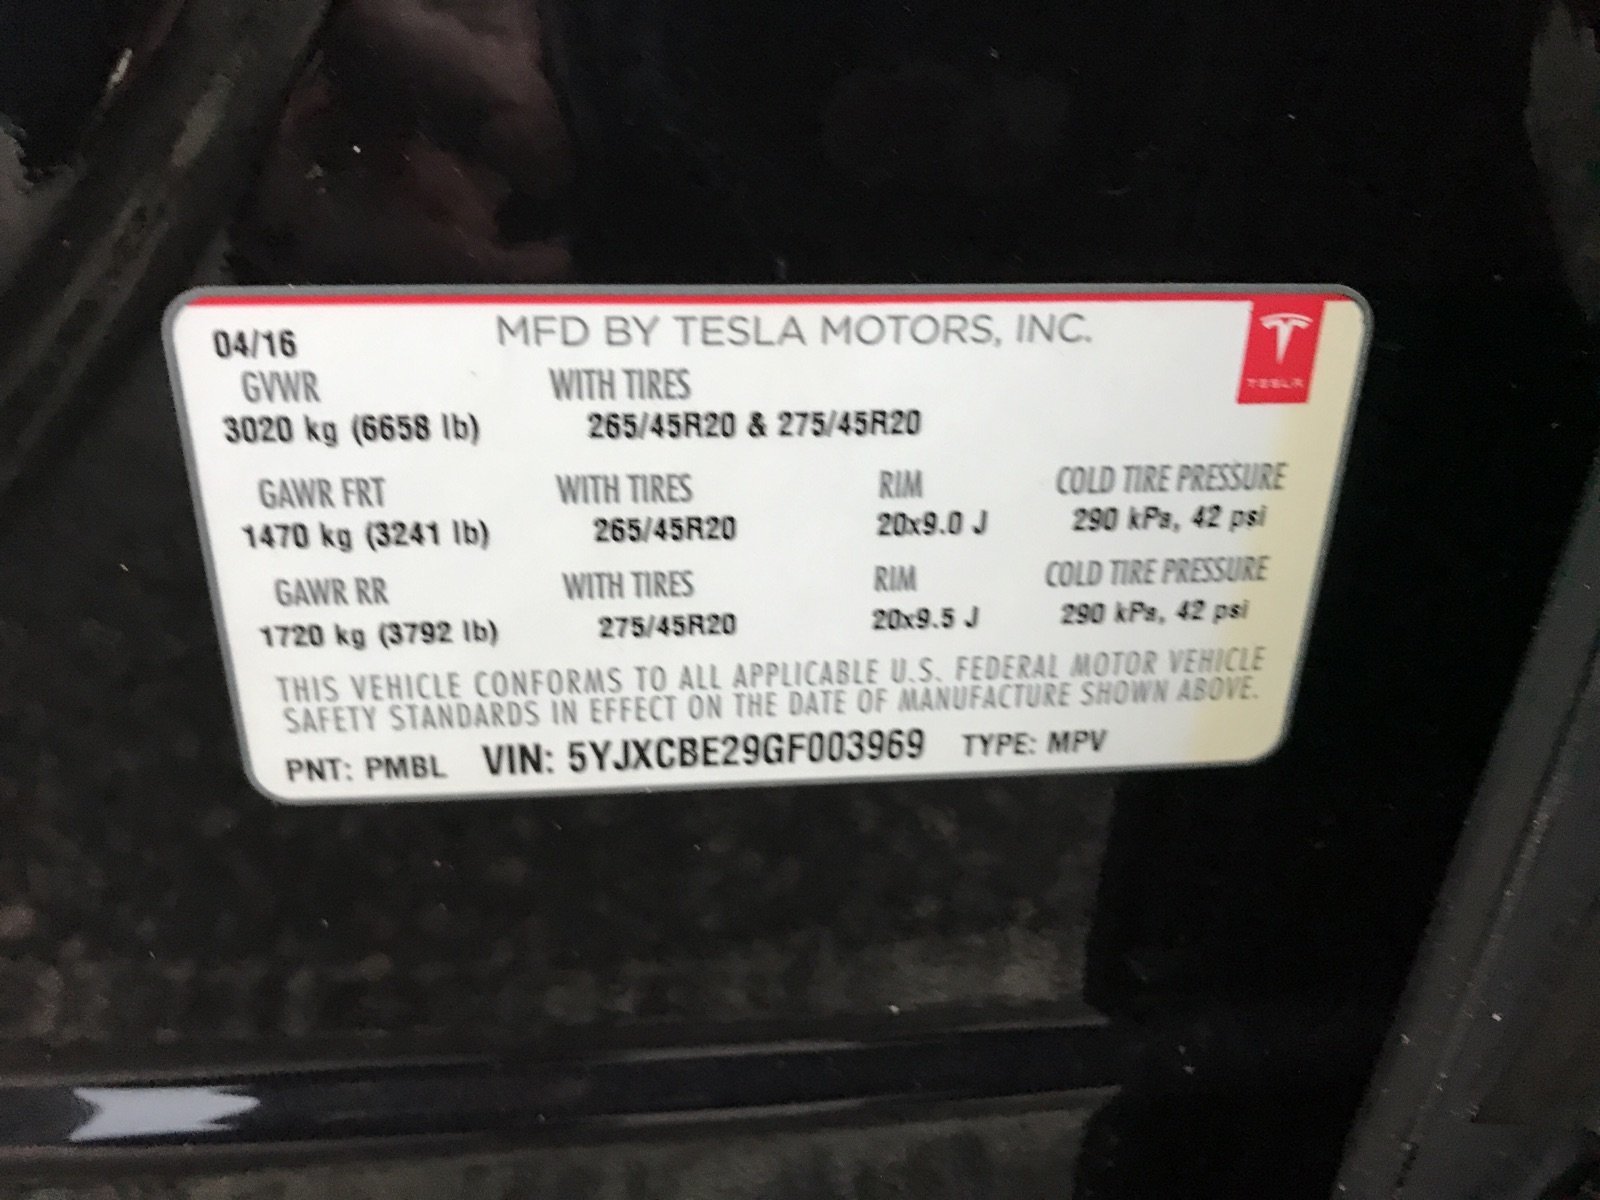 04/16 MFD BY TESLA MOTORS, INC.
TESLA
GVWR WITH TIRES
3020 kg (6658 lb) 265/45R20 & 275/45R20
GAWR FRT WITH TIRES RIM COLD TIRE PRESSURE
1470 kg (3241 lb) 265/45R20 20x9.0 J 290 kPa, 42 psi
GAWR RR WITH TIRES RIM COLD TIRE PRESSURE
1720 kg (3792 lb) 275/45R20 20x9.5 J 290 kPa, 42 psi
THIS VEHICLE CONFORMS TO ALL APPLICABLE U.S. FEDERAL MOTOR VEHICLE
SAFETY STANDARDS IN EFFECT ON THE DATE OF MANUFACTURE SHOWN ABOVE.
PNT: PMBL VIN: 5YJXCBE29GF003969 TYPE: MPV